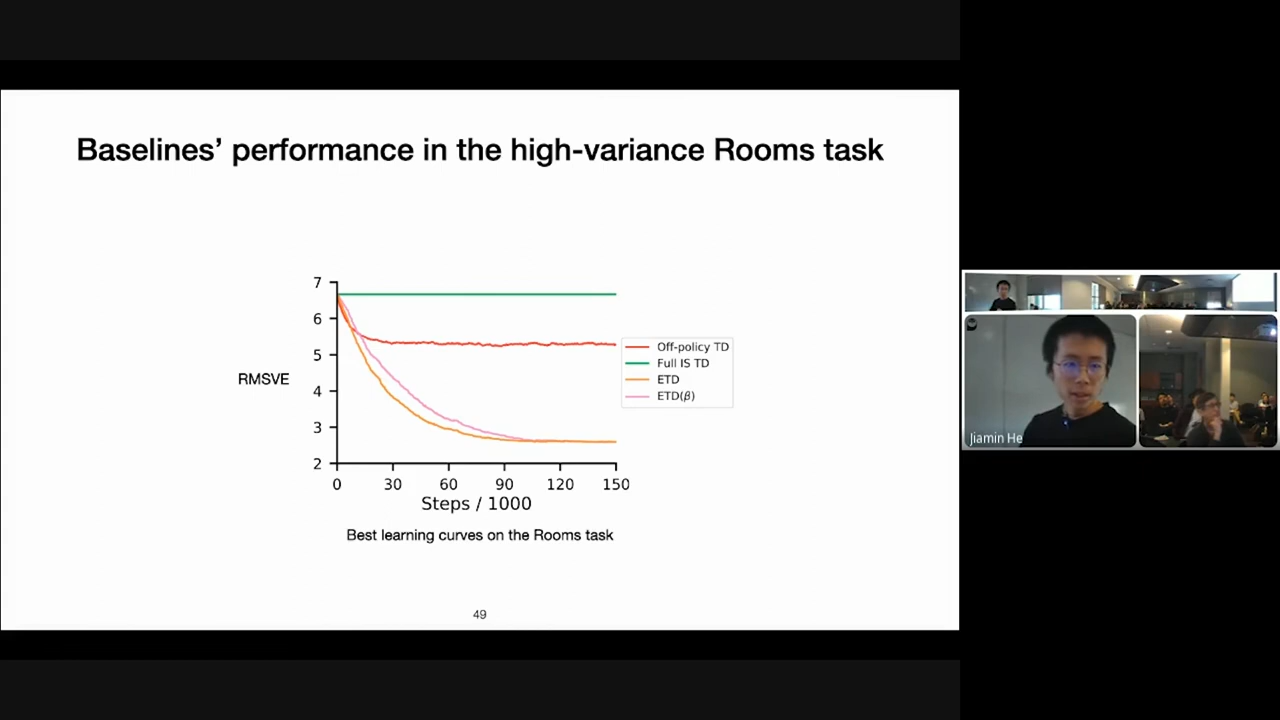 Baselines’ performance in the high-variance Rooms task
7
6
5
4
3
2
RMSVE
0 30 60 90 120 150
Steps / 1000
Off-policy TD
Full IS TD
ETD
ETD(β)
Best learning curves on the Rooms task
49
Jiamin He